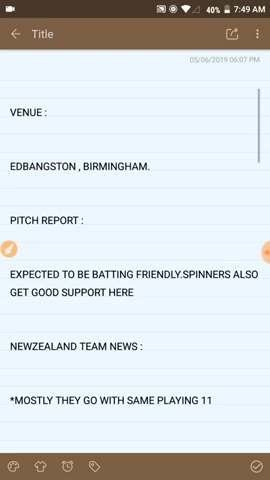 40% 7:49 AM
Title
05/06/2019 06:07 PM
VENUE :
EDBANGSTON , BIRMINGHAM.
PITCH REPORT :
EXPECTED TO BE BATTING FRIENDLY.SPINNERS ALSO
GET GOOD SUPPORT HERE
NEWZEALAND TEAM NEWS :
*MOSTLY THEY GO WITH SAME PLAYING 11